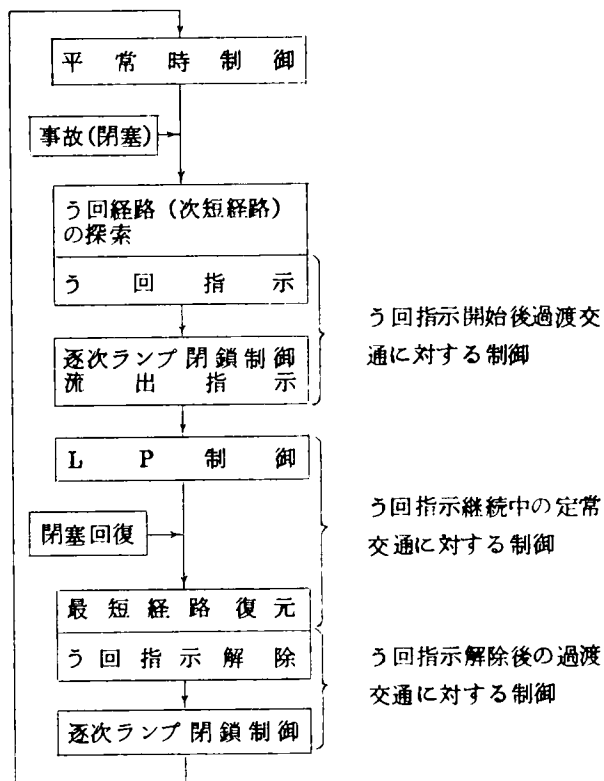 平常時制御
事故(閉塞)
う回経路(次短経路)
の探索
う回指示
う回指示開始後過渡交
通に対する制御
逐次ランプ閉鎖制御
流出指示
LP制御
う回指示継続中の定常
交通に対する制御
閉塞回復
最短経路復元
う回指示解除
う回指示解除後の過渡
交通に対する制御
逐次ランプ閉鎖制御